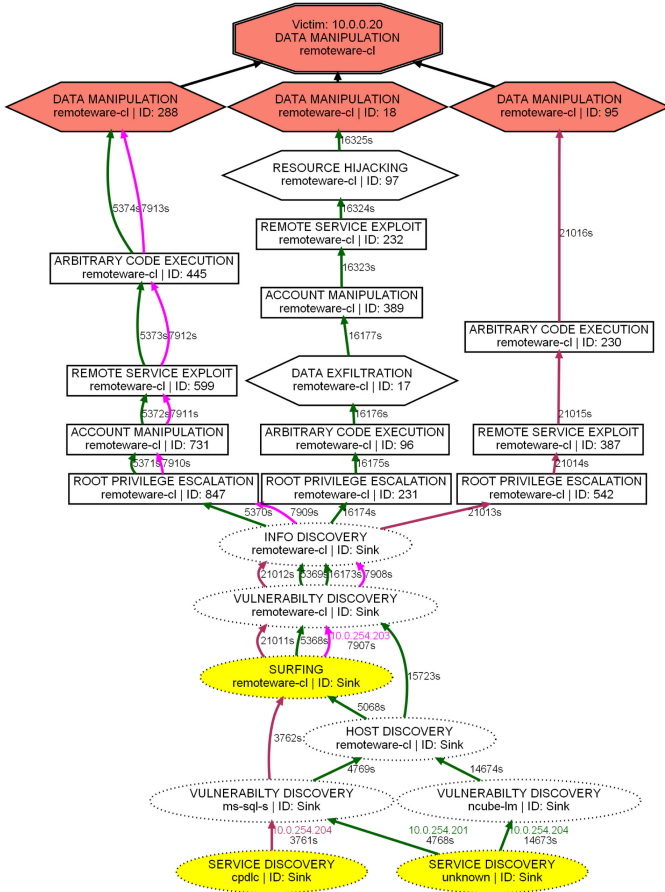 Victim: 10.0.0.20
DATA MANIPULATION
remoteware-cl
DATA MANIPULATION
remoteware-cl | ID: 288
DATA MANIPULATION
remoteware-cl | ID: 18
DATA MANIPULATION
remoteware-cl | ID: 95
16325s
RESOURCE HIJACKING
remoteware-cl | ID: 97
5374s
7913s
16324s
REMOTE SERVICE EXPLOIT
remoteware-cl | ID: 232
21016s
ARBITRARY CODE EXECUTION
remoteware-cl | ID: 445
16323s
ACCOUNT MANIPULATION
remoteware-cl | ID: 389
5373s
7912s
16177s
ARBITRARY CODE EXECUTION
remoteware-cl | ID: 230
REMOTE SERVICE EXPLOIT
remoteware-cl | ID: 599
DATA EXFILTRATION
remoteware-cl | ID: 17
5372s
7911s
16176s
21015s
ACCOUNT MANIPULATION
remoteware-cl | ID: 731
ARBITRARY CODE EXECUTION
remoteware-cl | ID: 96
REMOTE SERVICE EXPLOIT
remoteware-cl | ID: 387
5371s
7910s
16175s
21014s
ROOT PRIVILEGE ESCALATION
remoteware-cl | ID: 847
ROOT PRIVILEGE ESCALATION
remoteware-cl | ID: 231
ROOT PRIVILEGE ESCALATION
remoteware-cl | ID: 542
5370s
7909s
16174s
21013s
INFO DISCOVERY
remoteware-cl | ID: Sink
21012s
5369s
16173s
7908s
VULNERABILTY DISCOVERY
remoteware-cl | ID: Sink
21011s
5368s
10.0.254.203
7907s
SURFING
remoteware-cl | ID: Sink
15723s
5068s
3762s
HOST DISCOVERY
remoteware-cl | ID: Sink
4769s
14674s
VULNERABILTY DISCOVERY
ms-sql-s | ID: Sink
VULNERABILTY DISCOVERY
ncube-lm | ID: Sink
10.0.254.204
3761s
10.0.254.201
4768s
10.0.254.204
14673s
SERVICE DISCOVERY
cpdlc | ID: Sink
SERVICE DISCOVERY
unknown | ID: Sink